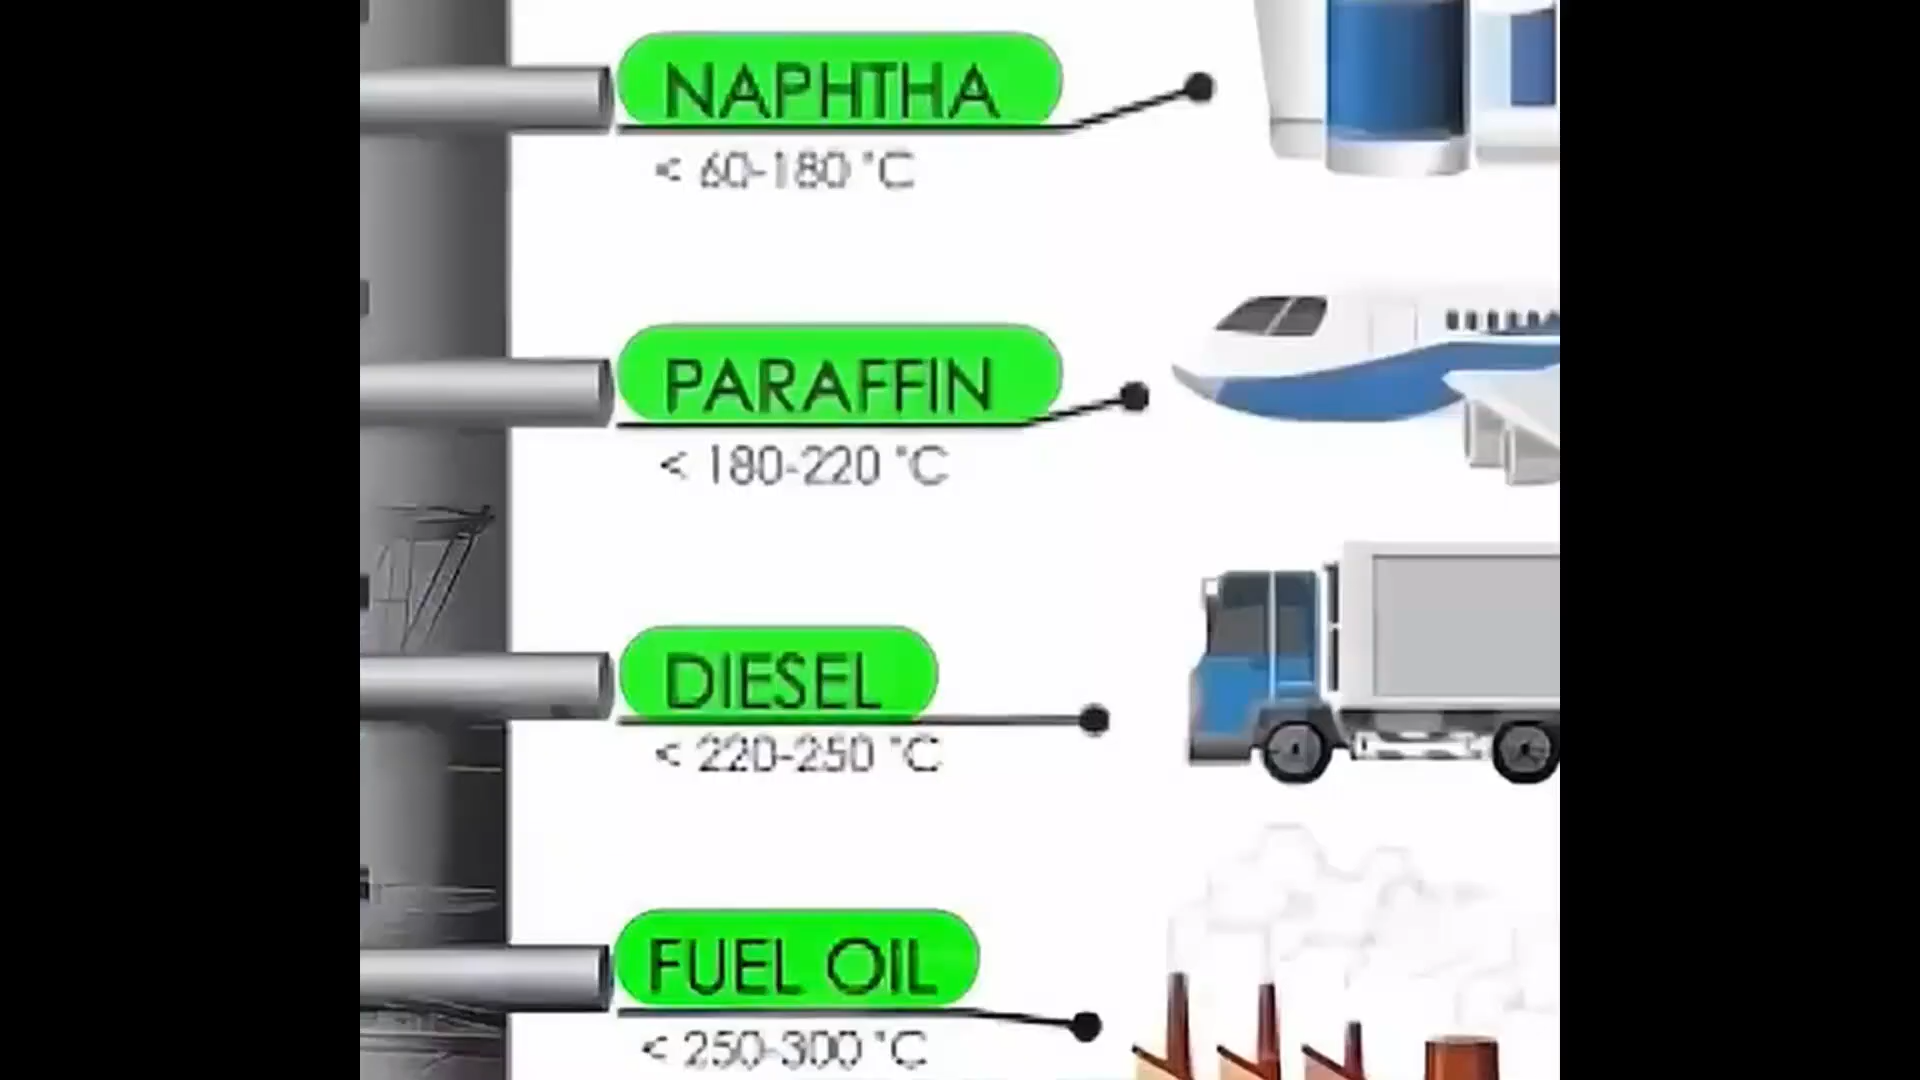 NAPHTHA
< 60-180 °C
PARAFFIN
< 180-220 °C
DIESEL
< 220-250 °C
FUEL OIL
< 250-300 °C